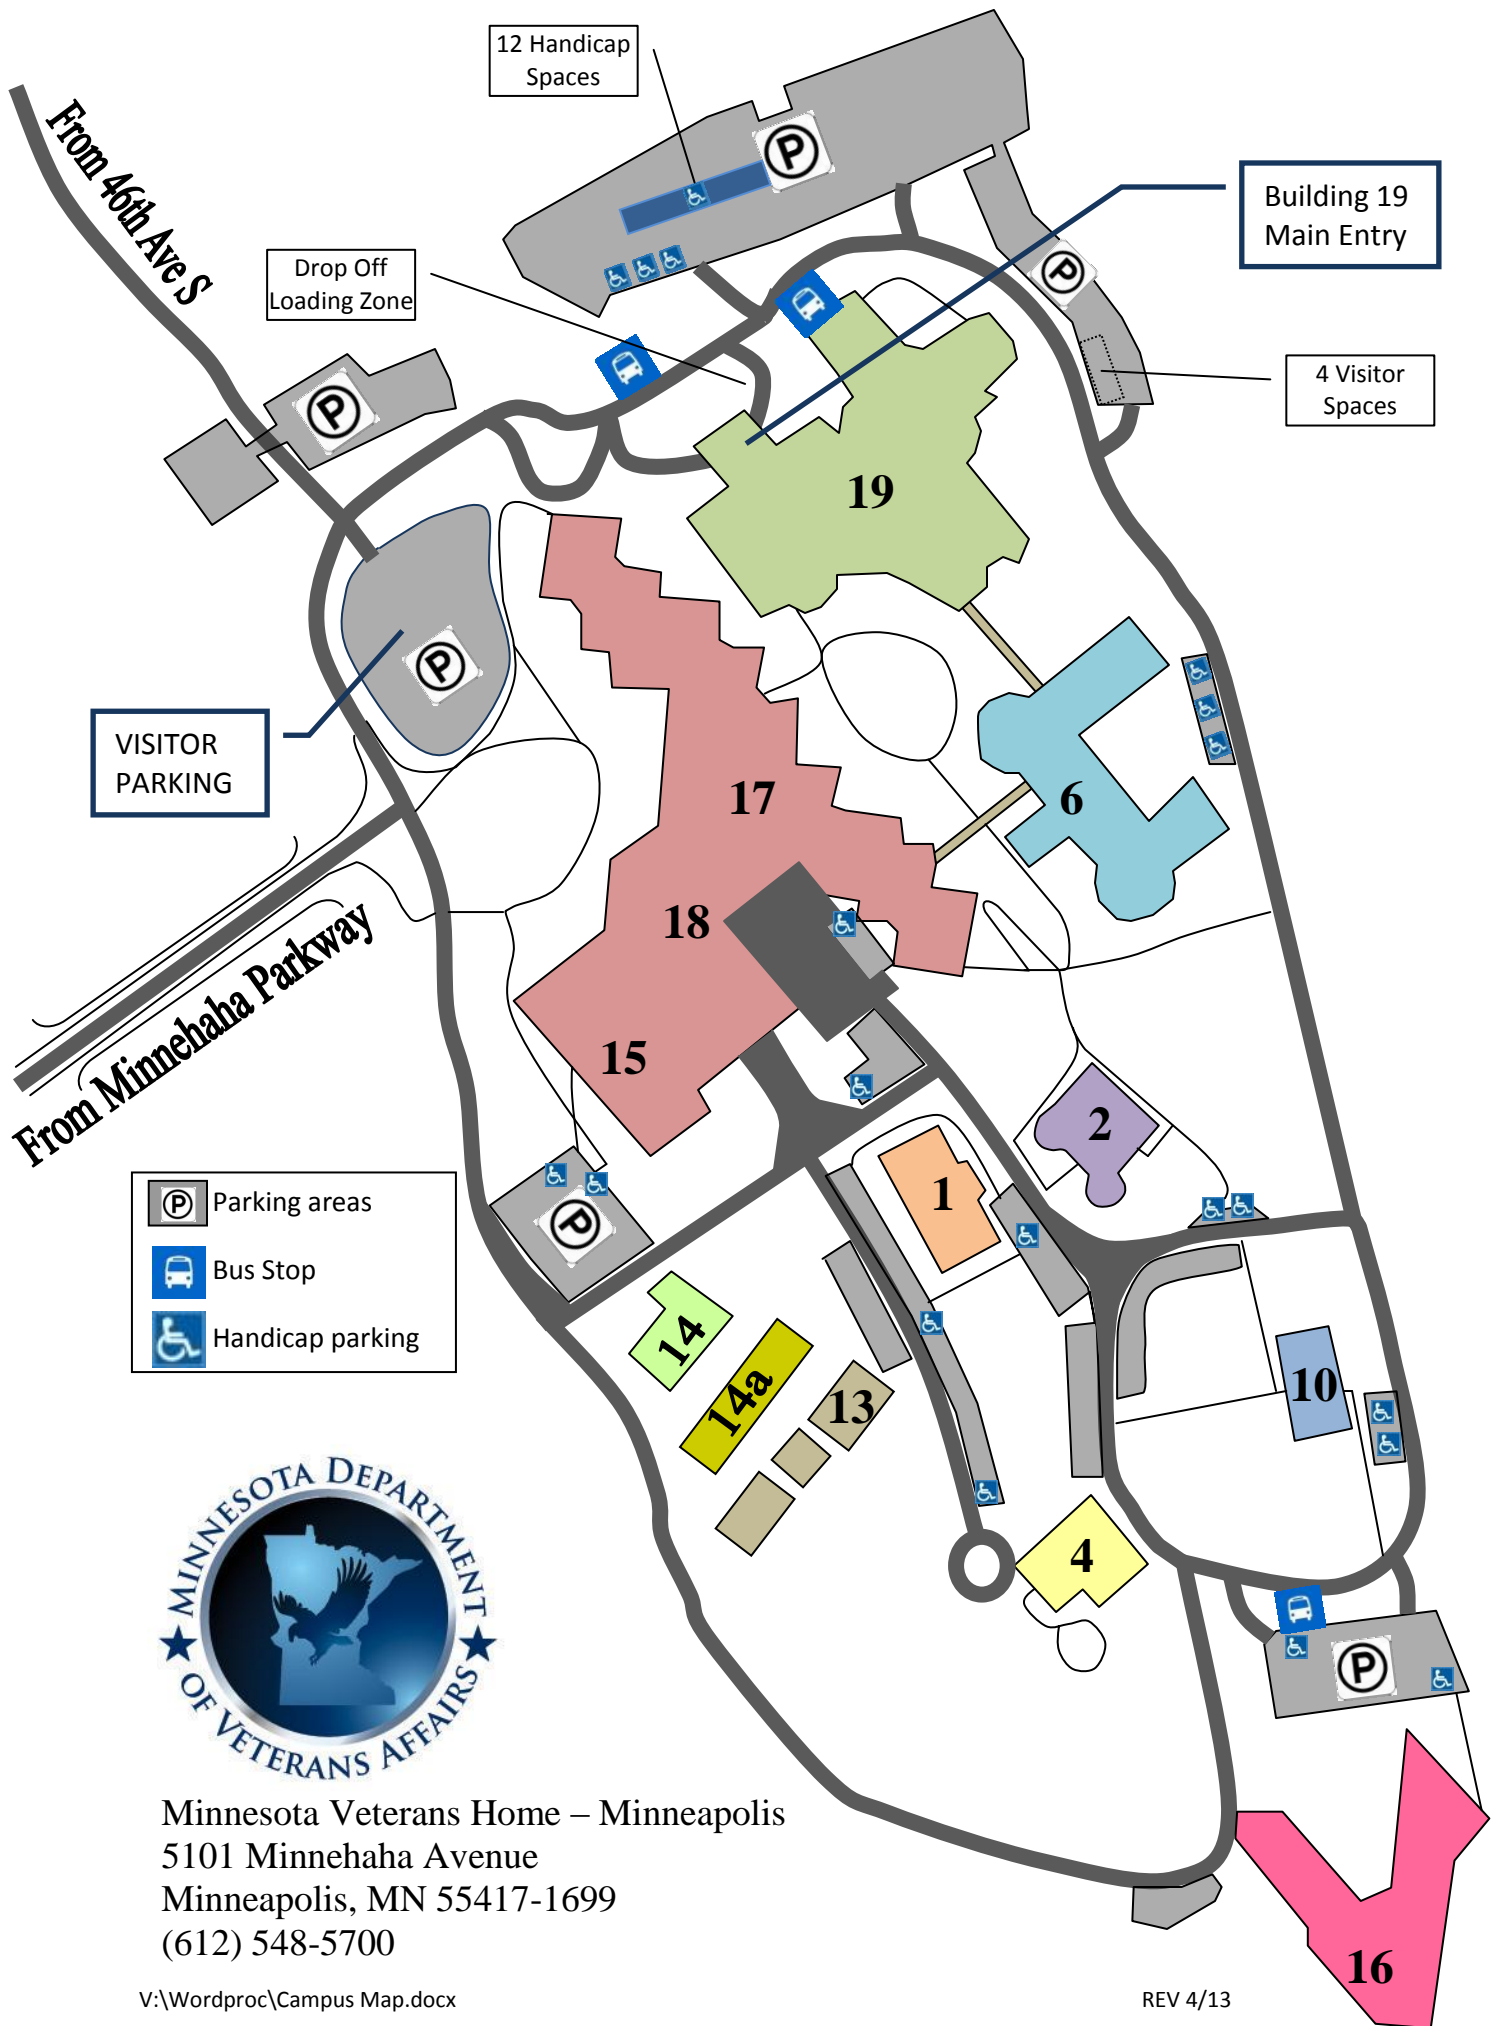 12 Handicap
Spaces
From 46th Ave S
Building 19
Main Entry
Drop Off
Loading Zone
4 Visitor
Spaces
P
P
P
P
19
VISITOR
PARKING
17
6
18
From Minnehaha Parkway
15
2
1
P
P Parking areas
Bus Stop
Handicap parking
14
14a
13
10
4
P
16
MINNESOTA DEPARTMENT
OF VETERANS AFFAIRS
Minnesota Veterans Home – Minneapolis
5101 Minnehaha Avenue
Minneapolis, MN 55417-1699
(612) 548-5700
V:\Wordproc\Campus Map.docx
REV 4/13